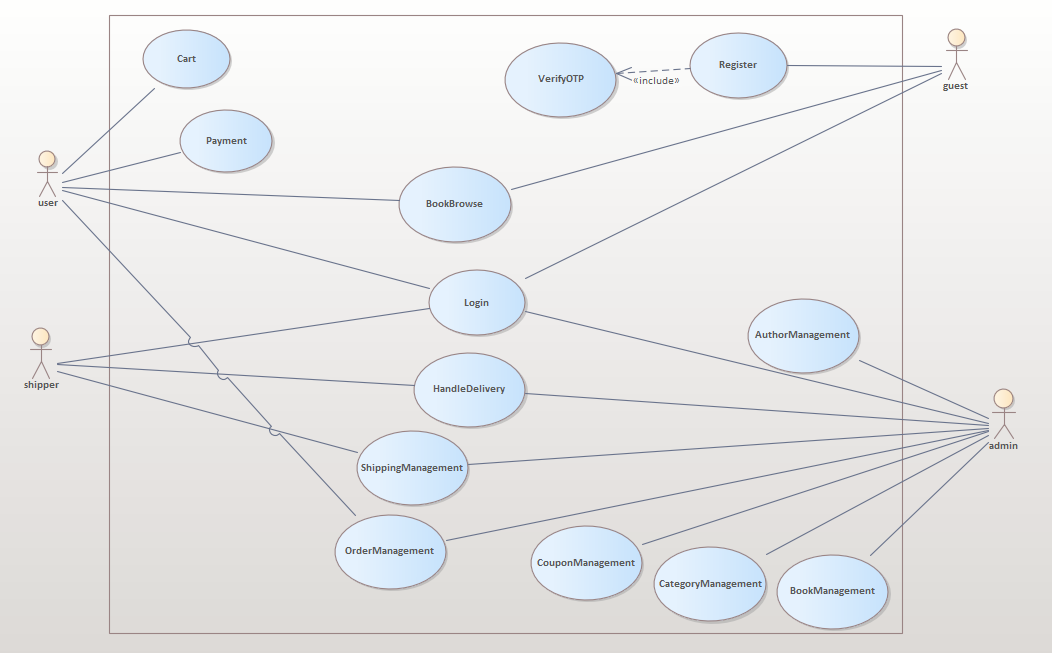 Cart
VerifyOTP
«include»
Register
guest
Payment
user
BookBrowse
Login
AuthorManagement
shipper
HandleDelivery
admin
ShippingManagement
OrderManagement
CouponManagement
CategoryManagement
BookManagement